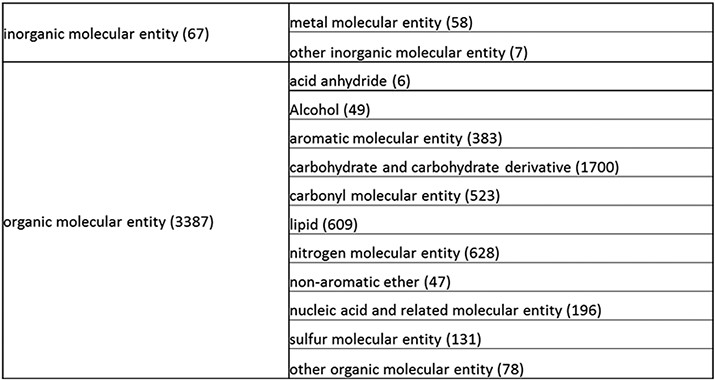 inorganic molecular entity (67)
metal molecular entity (58)
other inorganic molecular entity (7)
organic molecular entity (3387)
acid anhydride (6)
Alcohol (49)
aromatic molecular entity (383)
carbohydrate and carbohydrate derivative (1700)
carbonyl molecular entity (523)
lipid (609)
nitrogen molecular entity (628)
non-aromatic ether (47)
nucleic acid and related molecular entity (196)
sulfur molecular entity (131)
other organic molecular entity (78)